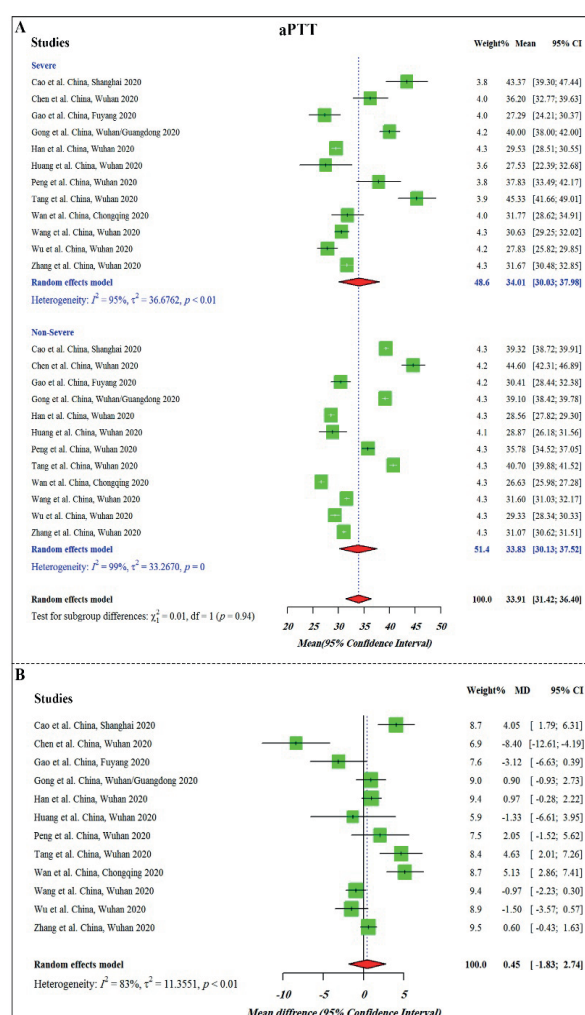 A
aPTT
Studies Weight% Mean 95% CI
Severe
Cao et al. China, Shanghai 2020 3.8 43.37 [39.30; 47.44]
Chen et al. China, Wuhan 2020 4.0 36.20 [32.77; 39.63]
Gao et al. China, Fuyang 2020 4.0 27.29 [24.21; 30.37]
Gong et al. China, Wuhan/Guangdong 2020 4.2 40.00 [38.00; 42.00]
Han et al. China, Wuhan 2020 4.3 29.53 [28.51; 30.55]
Huang et al. China, Wuhan 2020 3.6 27.53 [22.39; 32.68]
Peng et al. China, Wuhan 2020 3.8 37.83 [33.49; 42.17]
Tang et al. China, Wuhan 2020 3.9 45.33 [41.66; 49.01]
Wan et al. China, Chongqing 2020 4.0 31.77 [28.62; 34.91]
Wang et al. China, Wuhan 2020 4.3 30.63 [29.25; 32.02]
Wu et al. China, Wuhan 2020 4.2 27.83 [25.82; 29.85]
Zhang et al. China, Wuhan 2020 4.3 31.67 [30.48; 32.85]
Random effects model 48.6 34.01 [30.03; 37.98]
Heterogeneity: I² = 95%, τ² = 36.6762, p < 0.01
Non-Severe
Cao et al. China, Shanghai 2020 4.3 39.32 [38.72; 39.91]
Chen et al. China, Wuhan 2020 4.2 44.60 [42.31; 46.89]
Gao et al. China, Fuyang 2020 4.2 30.41 [28.44; 32.38]
Gong et al. China, Wuhan/Guangdong 2020 4.3 39.10 [38.42; 39.78]
Han et al. China, Wuhan 2020 4.3 28.56 [27.82; 29.30]
Huang et al. China, Wuhan 2020 4.1 28.87 [26.18; 31.56]
Peng et al. China, Wuhan 2020 4.3 35.78 [34.52; 37.05]
Tang et al. China, Wuhan 2020 4.3 40.70 [39.88; 41.52]
Wan et al. China, Chongqing 2020 4.3 26.63 [25.98; 27.28]
Wang et al. China, Wuhan 2020 4.3 31.60 [31.03; 32.17]
Wu et al. China, Wuhan 2020 4.3 29.33 [28.34; 30.33]
Zhang et al. China, Wuhan 2020 4.3 31.07 [30.62; 31.51]
Random effects model 51.4 33.83 [30.13; 37.52]
Heterogeneity: I² = 99%, τ² = 33.2670, p = 0
Random effects model 100.0 33.91 [31.42; 36.40]
Test for subgroup differences: χ²₁ = 0.01, df = 1 (p = 0.94)
20 25 30 35 40 45 50
Mean(95% Confidence Interval)
B
Studies Weight% MD 95% CI
Cao et al. China, Shanghai 2020 8.7 4.05 [ 1.79; 6.31]
Chen et al. China, Wuhan 2020 6.9 -8.40 [-12.61; -4.19]
Gao et al. China, Fuyang 2020 7.6 -3.12 [-6.63; 0.39]
Gong et al. China, Wuhan/Guangdong 2020 9.0 0.90 [ -0.93; 2.73]
Han et al. China, Wuhan 2020 9.4 0.97 [ -0.28; 2.22]
Huang et al. China, Wuhan 2020 5.9 -1.33 [ -6.61; 3.95]
Peng et al. China, Wuhan 2020 7.5 2.05 [ -1.52; 5.62]
Tang et al. China, Wuhan 2020 8.4 4.63 [ 2.01; 7.26]
Wan et al. China, Chongqing 2020 8.7 5.13 [ 2.86; 7.41]
Wang et al. China, Wuhan 2020 9.4 -0.97 [ -2.23; 0.30]
Wu et al. China, Wuhan 2020 8.9 -1.50 [ -3.57; 0.57]
Zhang et al. China, Wuhan 2020 9.5 0.60 [ -0.43; 1.63]
Random effects model 100.0 0.45 [ -1.83; 2.74]
Heterogeneity: I² = 83%, τ² = 11.3551, p < 0.01
-10 -5 0 5
Mean diffrence (95% Confidence Interval)